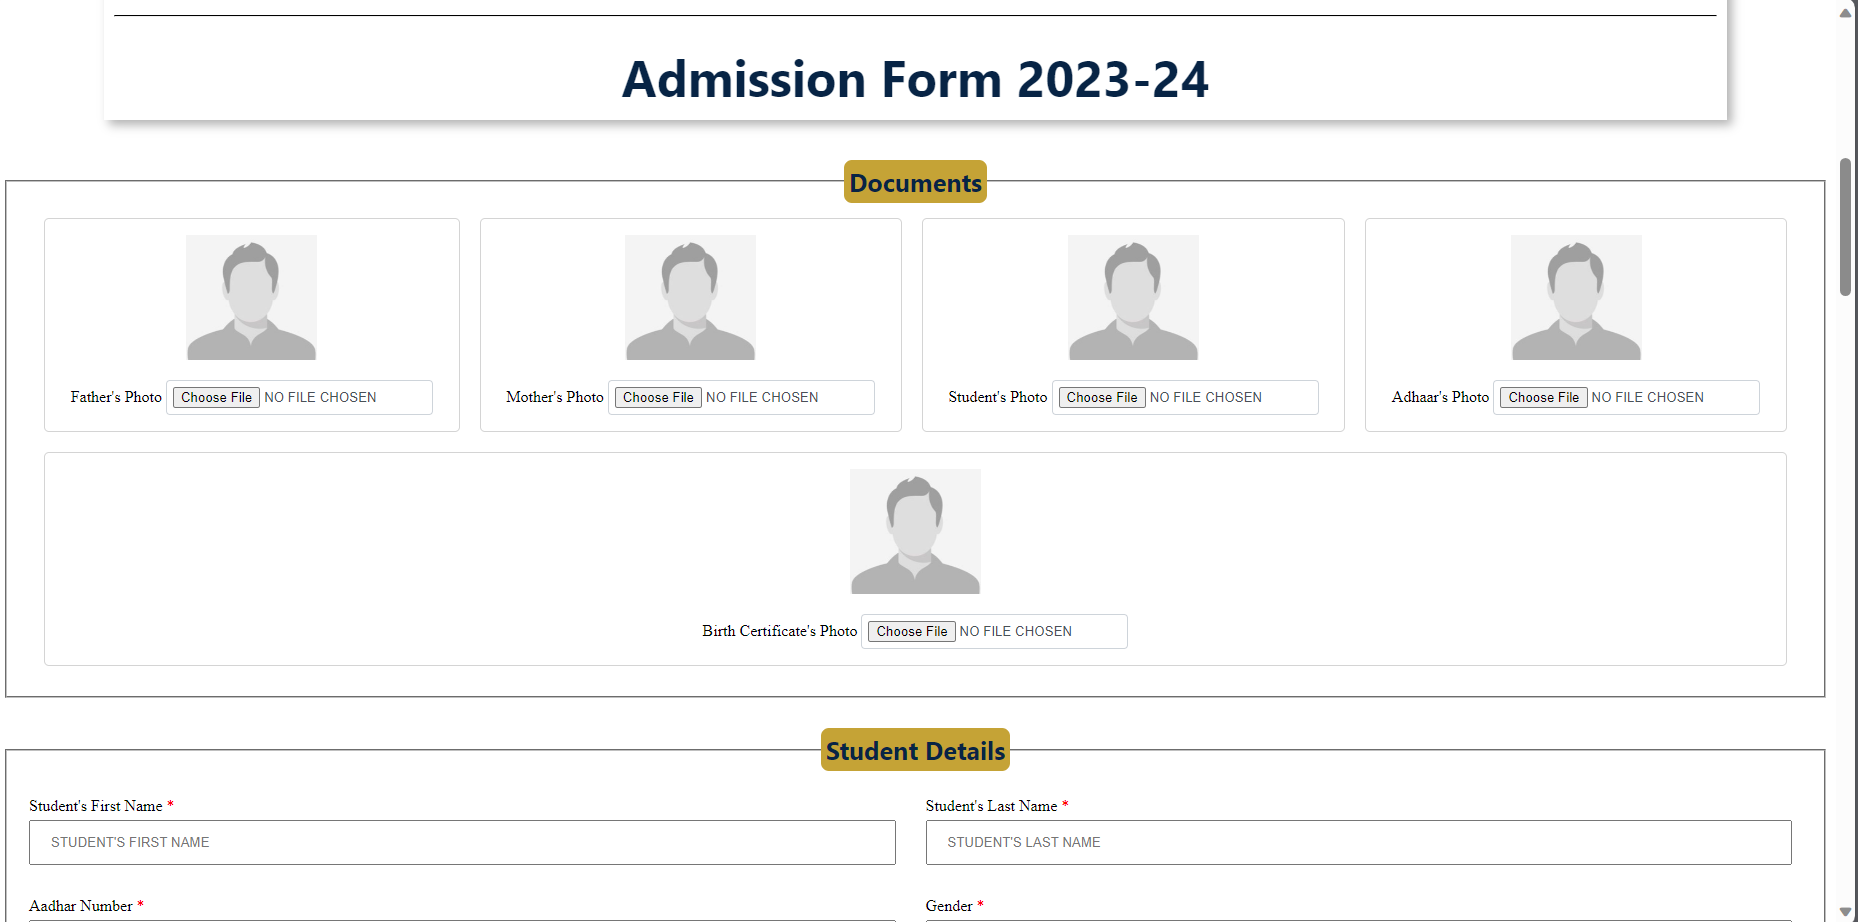 Admission Form 2023-24
Documents
Father's Photo Choose File NO FILE CHOSEN
Mother's Photo Choose File NO FILE CHOSEN
Student's Photo Choose File NO FILE CHOSEN
Adhaar's Photo Choose File NO FILE CHOSEN
Birth Certificate's Photo Choose File NO FILE CHOSEN
Student Details
Student's First Name *
STUDENT'S FIRST NAME
Student's Last Name *
STUDENT'S LAST NAME
Aadhar Number *
Gender *